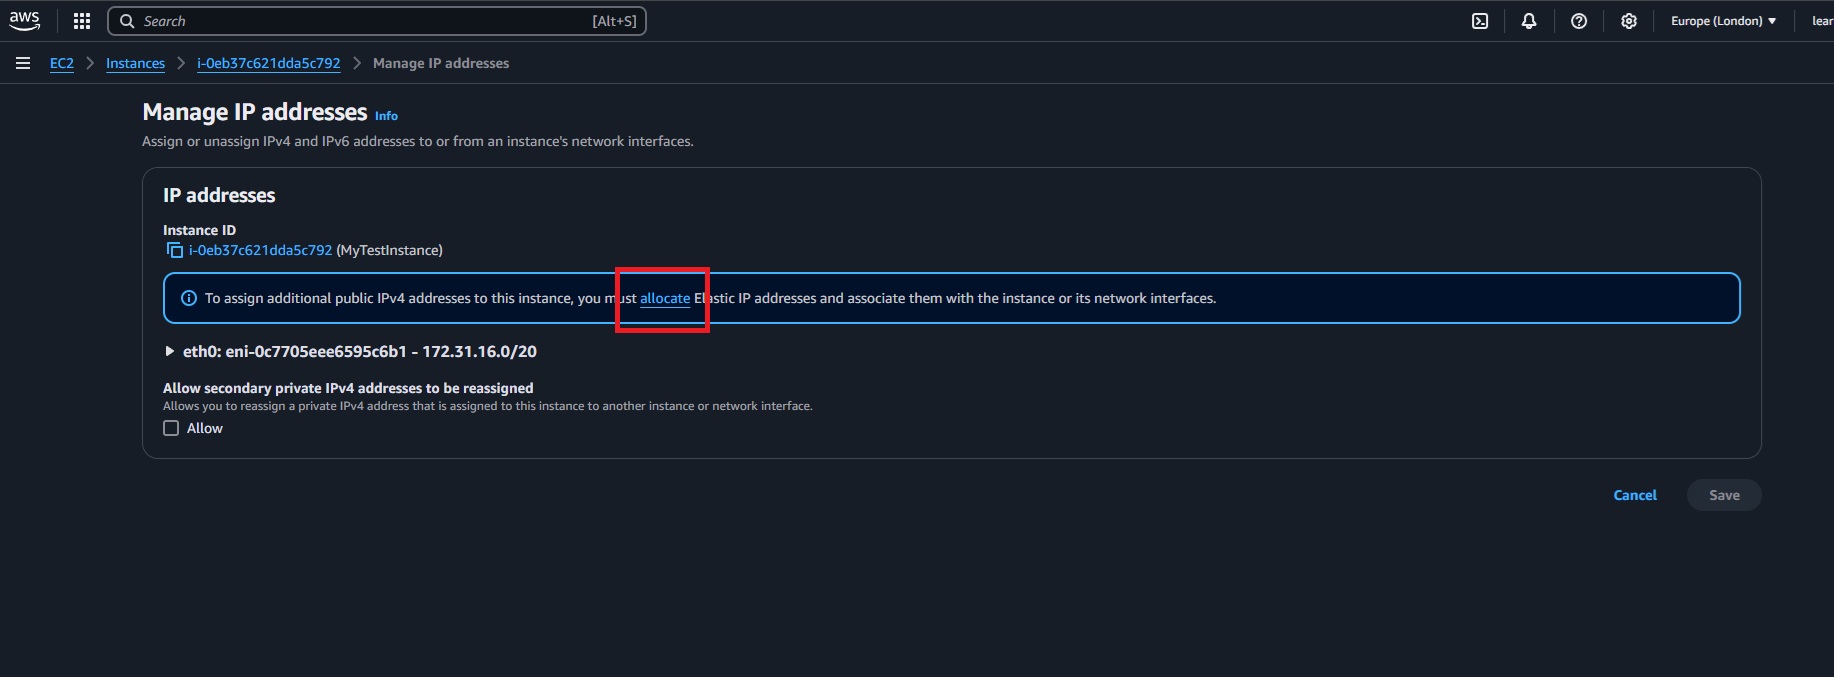 aws
Search [Alt+S]
Europe (London)
EC2 Instances i-0eb37c621dda5c792 Manage IP addresses
Manage IP addresses Info
Assign or unassign IPv4 and IPv6 addresses to or from an instance's network interfaces.
IP addresses
Instance ID
i-0eb37c621dda5c792 (MyTestInstance)
To assign additional public IPv4 addresses to this instance, you must allocate Elastic IP addresses and associate them with the instance or its network interfaces.
eth0: eni-0c7705eee6595c6b1 - 172.31.16.0/20
Allow secondary private IPv4 addresses to be reassigned
Allows you to reassign a private IPv4 address that is assigned to this instance to another instance or network interface.
Allow
Cancel Save